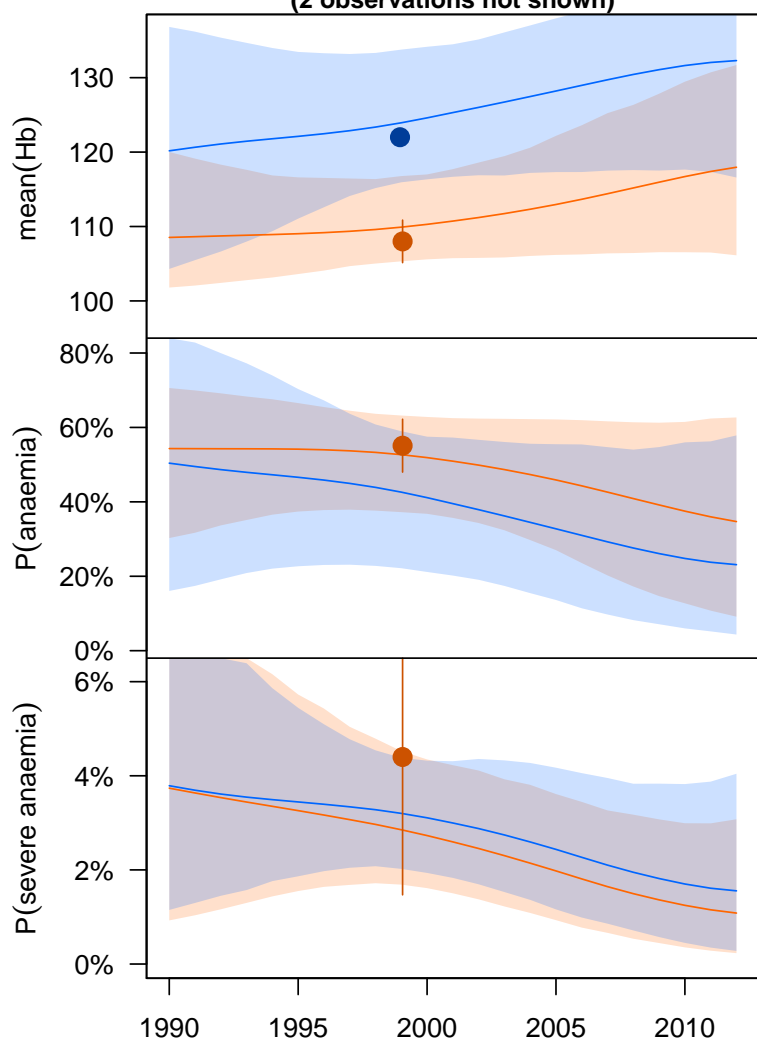 (2 observations not shown)
mean(Hb)
130
120
110
100
P(anaemia)
80%
60%
40%
20%
0%
P(severe anaemia)
6%
4%
2%
0%
1990 1995 2000 2005 2010